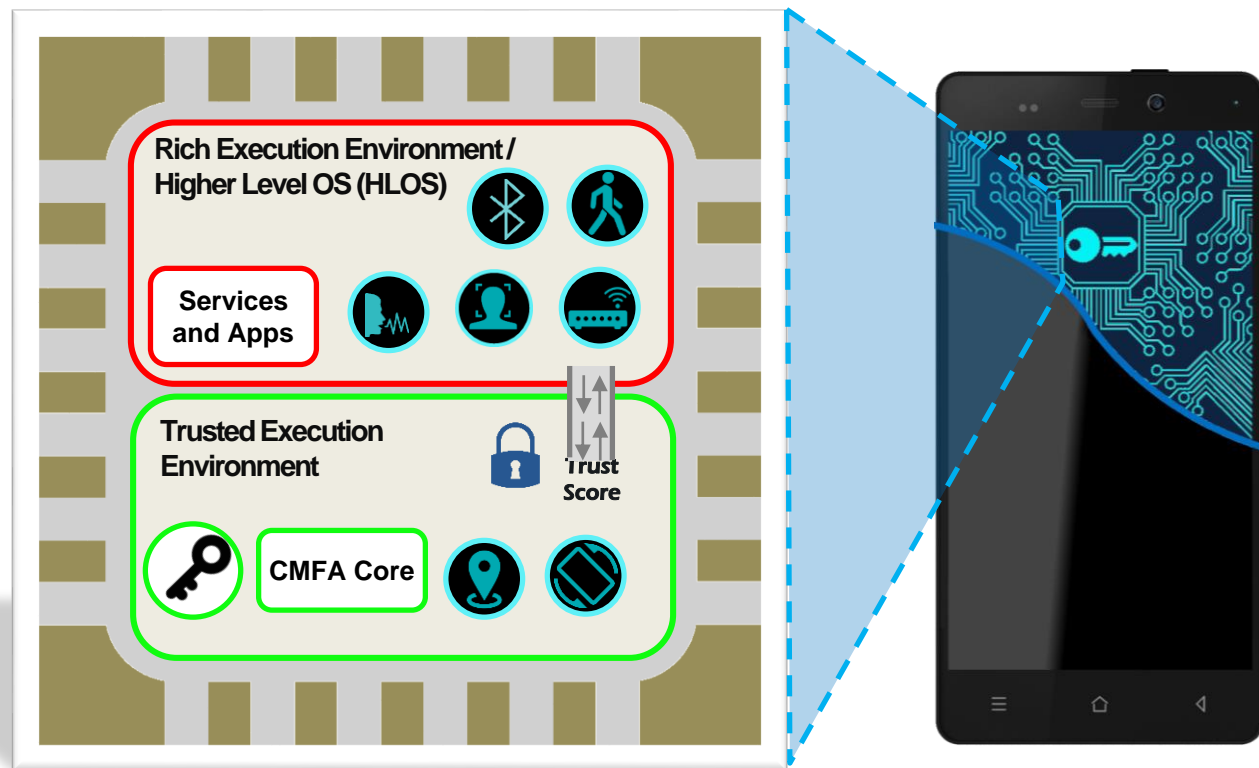 Rich Execution Environment /
Higher Level OS (HLOS)
Services
and Apps
Trusted Execution
Environment
Trust
Score
CMFA Core